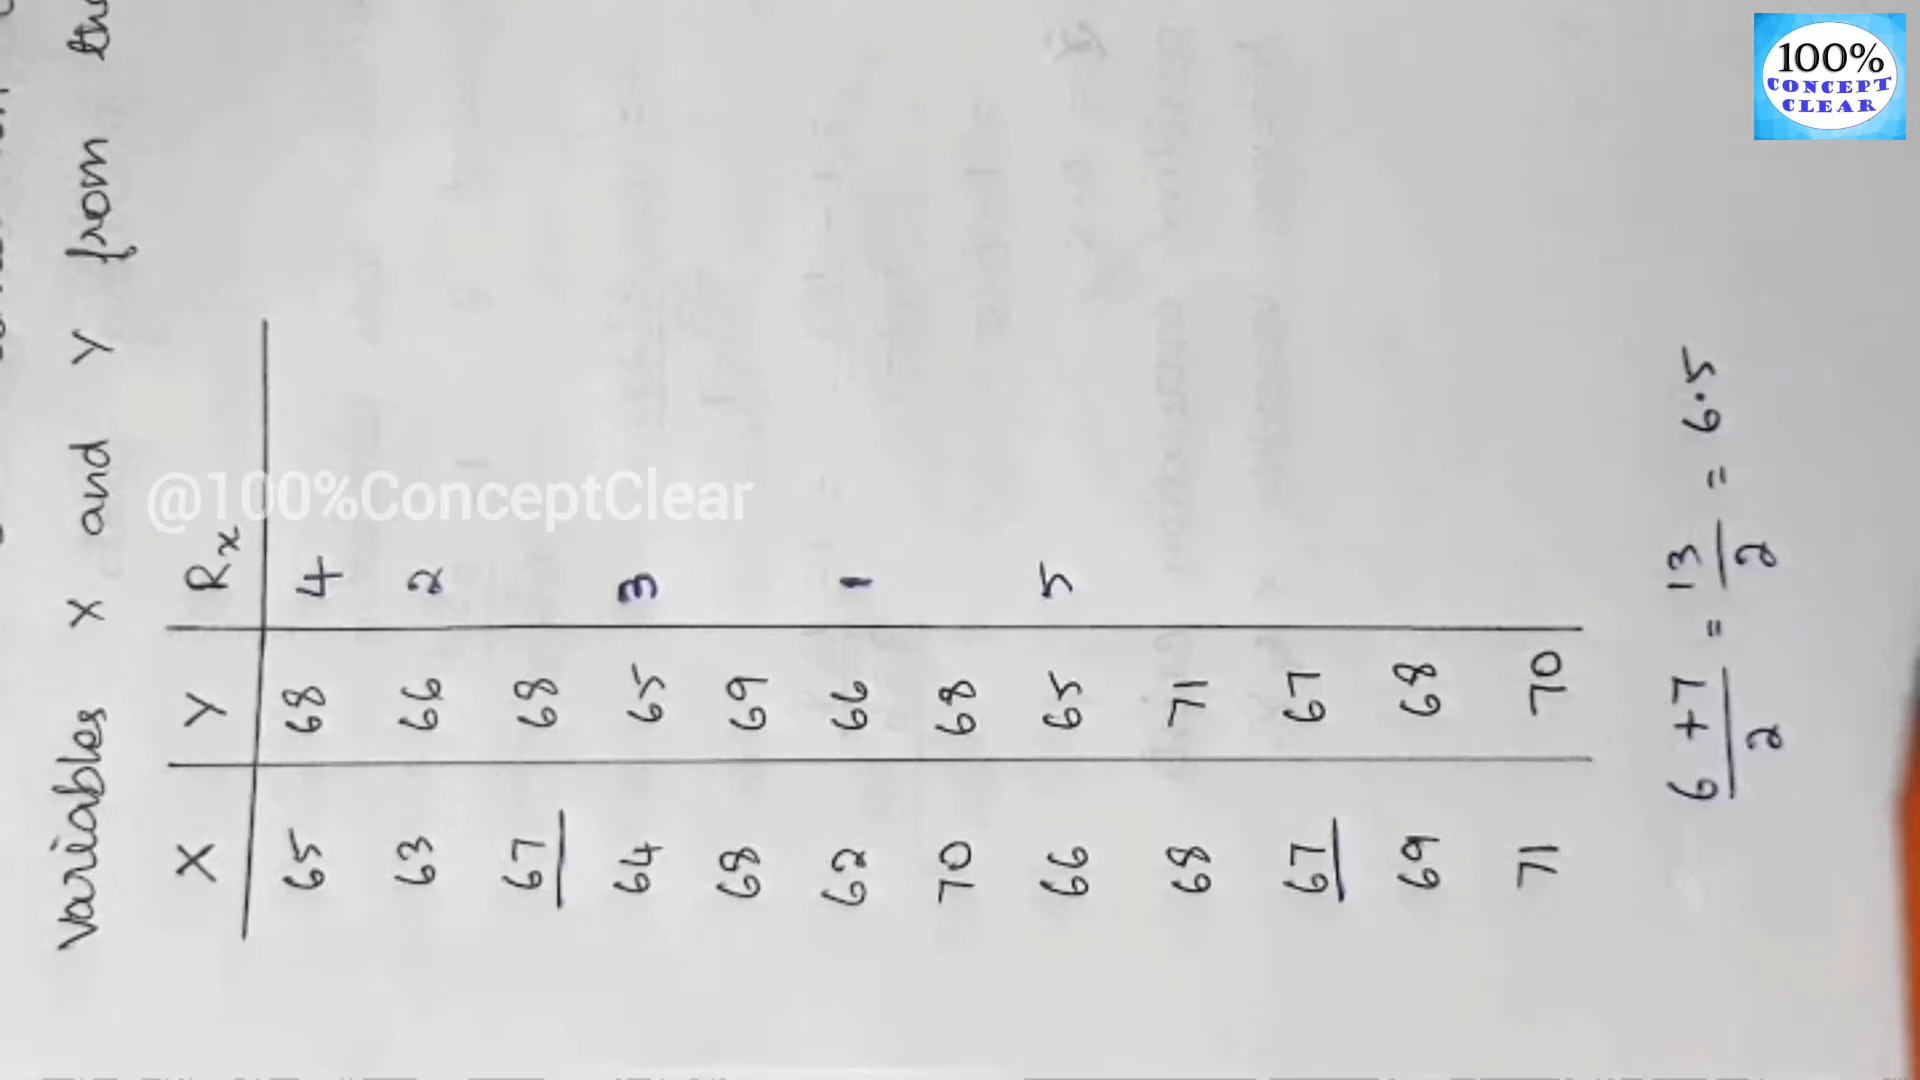 variables X and Y from the
X Y Rx
65 68 4
63 66 2
67 68
64 65 3
68 69
62 66 1
70 68
66 65 5
68 71
67 67
69 68
71 70
6+7/2 = 13/2 = 6.5
@100%ConceptClear
100%
CONCEPT
CLEAR